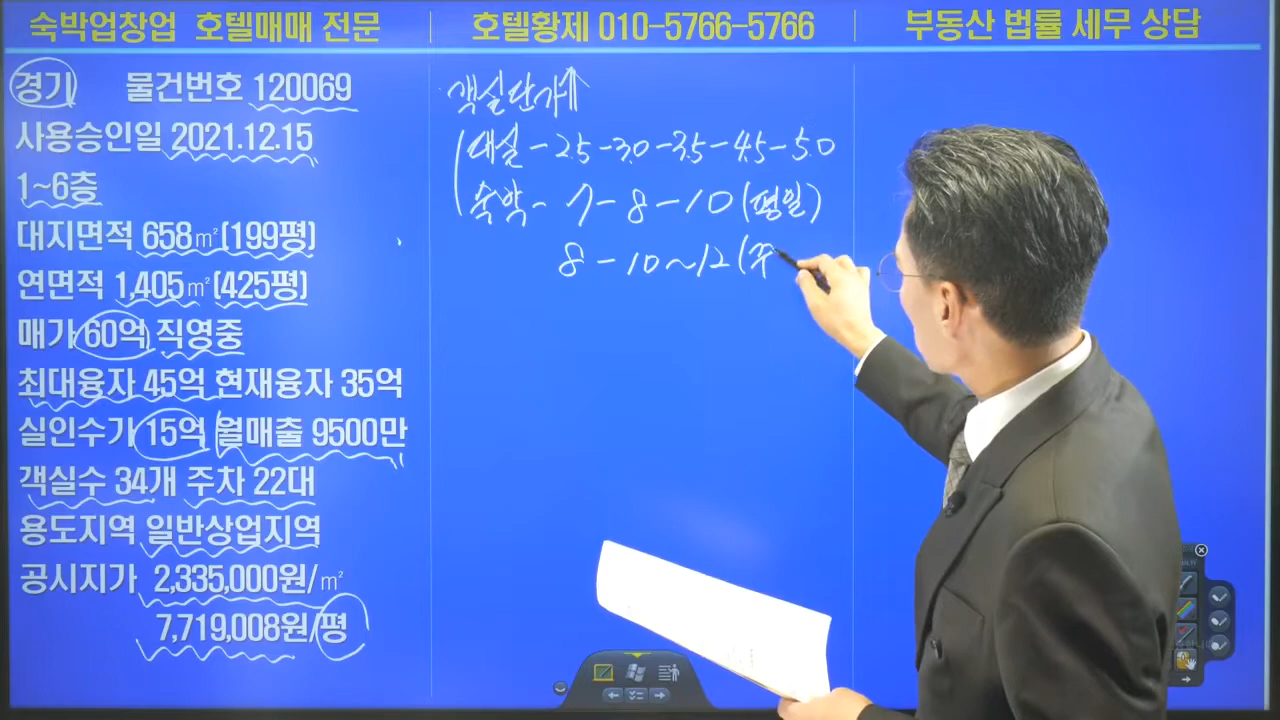 숙박업창업 호텔매매 전문
호텔황제 010-5766-5766
부동산 법률 세무 상담
경기 물건번호 120069
사용승인일 2021.12.15
1~6층
대지면적 658㎡(199평)
연면적 1,405㎡(425평)
매가 60억 직영중
최대융자 45억 현재융자 35억
실인수가 15억 월매출 9500만
객실수 34개 주차 22대
용도지역 일반상업지역
공시지가 2,335,000원/㎡
7,719,008원/평
객실단가
대실 - 2.5 - 3.0 - 3.5 - 4.5 - 5.0
숙박 - 7 - 8 - 10 (평일)
8 - 10 ~ 12 (주